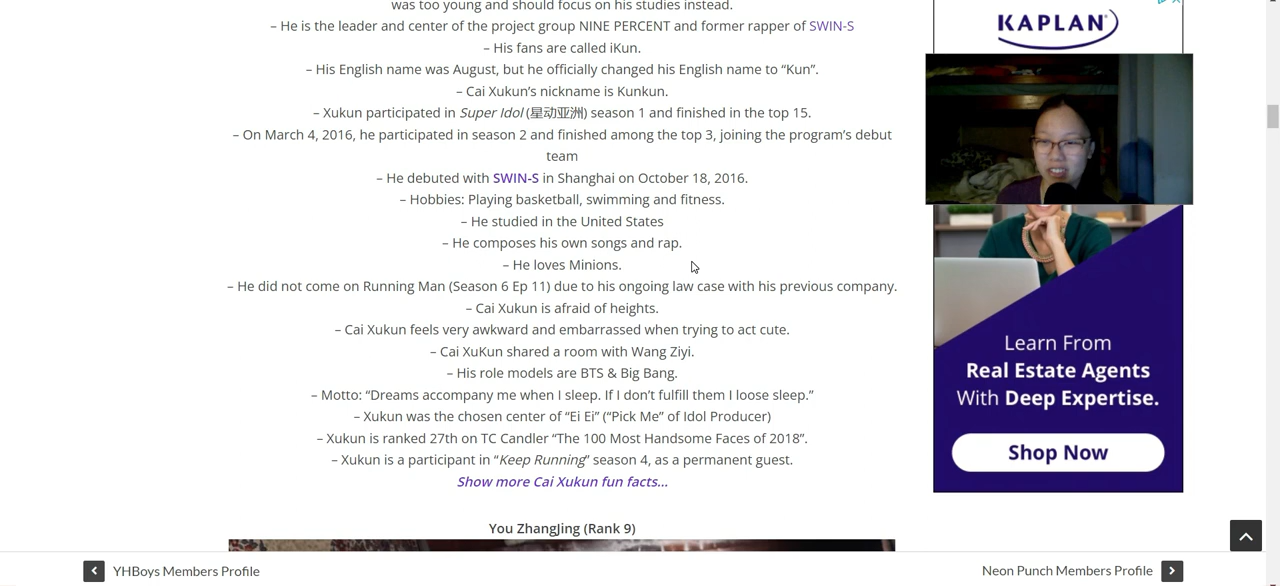 was too young and should focus on his studies instead.
– He is the leader and center of the project group NINE PERCENT and former rapper of SWIN-S
– His fans are called iKun.
– His English name was August, but he officially changed his English name to “Kun”.
– Cai Xukun’s nickname is Kunkun.
– Xukun participated in Super Idol (星动亚洲) season 1 and finished in the top 15.
– On March 4, 2016, he participated in season 2 and finished among the top 3, joining the program’s debut
team
– He debuted with SWIN-S in Shanghai on October 18, 2016.
– Hobbies: Playing basketball, swimming and fitness.
– He studied in the United States
– He composes his own songs and rap.
– He loves Minions.
– He did not come on Running Man (Season 6 Ep 11) due to his ongoing law case with his previous company.
– Cai Xukun is afraid of heights.
– Cai Xukun feels very awkward and embarrassed when trying to act cute.
– Cai XuKun shared a room with Wang Ziyi.
– His role models are BTS & Big Bang.
– Motto: “Dreams accompany me when I sleep. If I don’t fulfill them I loose sleep.”
– Xukun was the chosen center of “Ei Ei” (“Pick Me” of Idol Producer)
– Xukun is ranked 27th on TC Candler “The 100 Most Handsome Faces of 2018”.
– Xukun is a participant in “Keep Running” season 4, as a permanent guest.
Show more Cai Xukun fun facts…
You ZhangJing (Rank 9)
YHBoys Members Profile
Neon Punch Members Profile
KAPLAN
Learn From
Real Estate Agents
With Deep Expertise.
Shop Now